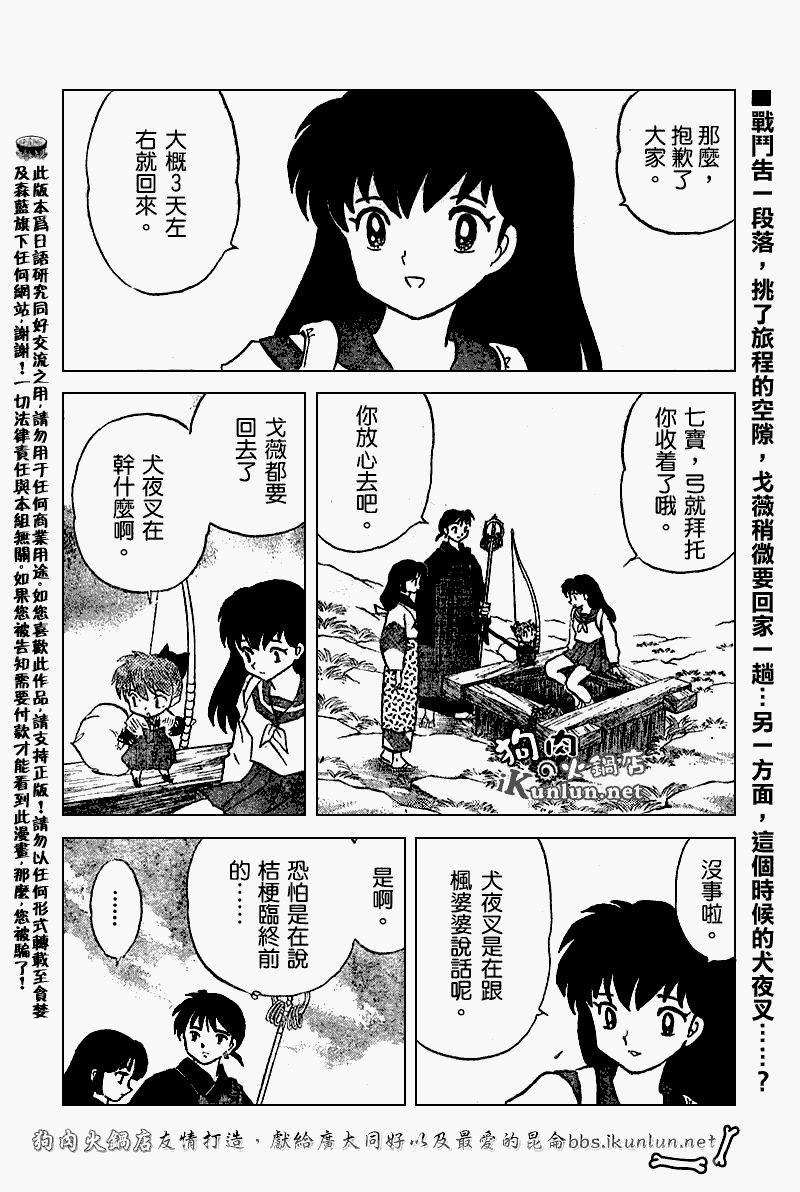 ■戰鬥告一段落，挑了旅程的空隙，戈薇稍微要回家一趟…另一方面，這個時候的犬夜叉……？
那麼，
抱歉了
大家。
大概3天左
右就回來。
七寶，弓就拜托
你收着了哦。
你放心去吧。
戈薇都要
回去了
犬夜叉在
幹什麼啊。
狗肉
の火鍋店
iKunlun.net
沒事啦。
犬夜叉是在跟
楓婆婆說話呢。
是啊。
恐怕是在說
桔梗臨終前
的……
……
此版本爲日語研究同好交流之用，請勿用于任何商業用途。如您喜歡此作品，請支持正版！請勿以任何形式轉載至貪婪
及森藍旗下任何網站，謝謝！一切法律責任與本組無關。如果您被告知需要付款才能看到此漫畫，那麼，您被騙了！
狗肉火鍋店友情打造，獻給廣大同好以及最愛的昆侖bbs.ikunlun.net